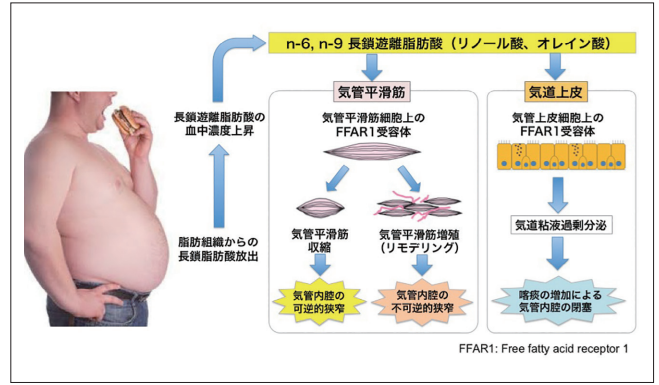 n-6, n-9 長鎖遊離脂肪酸（リノール酸、オレイン酸）
長鎖遊離脂肪酸の
血中濃度上昇
脂肪組織からの
長鎖脂肪酸放出
気管平滑筋
気管平滑筋細胞上の
FFAR1受容体
気管平滑筋
収縮
気管平滑筋増殖
(リモデリング)
気管内腔の
可逆的狭窄
気管内腔の
不可逆的狭窄
気道上皮
気管上皮細胞上の
FFAR1受容体
気道粘液過剰分泌
喀痰の増加による
気管内腔の閉塞
FFAR1: Free fatty acid receptor 1